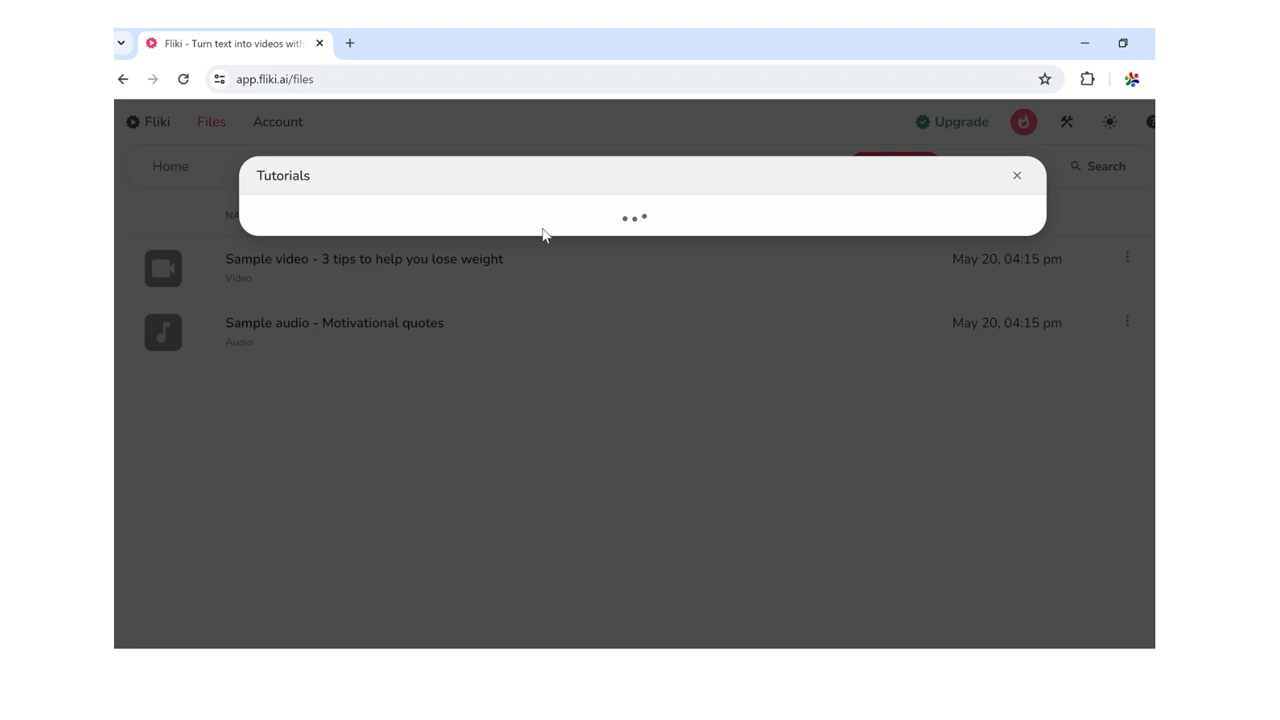 Fliki - Turn text into videos with
app.fliki.ai/files
Fliki Files Account Upgrade
Home Search
Tutorials
NA
Sample video - 3 tips to help you lose weight May 20, 04:15 pm
Video
Sample audio - Motivational quotes May 20, 04:15 pm
Audio